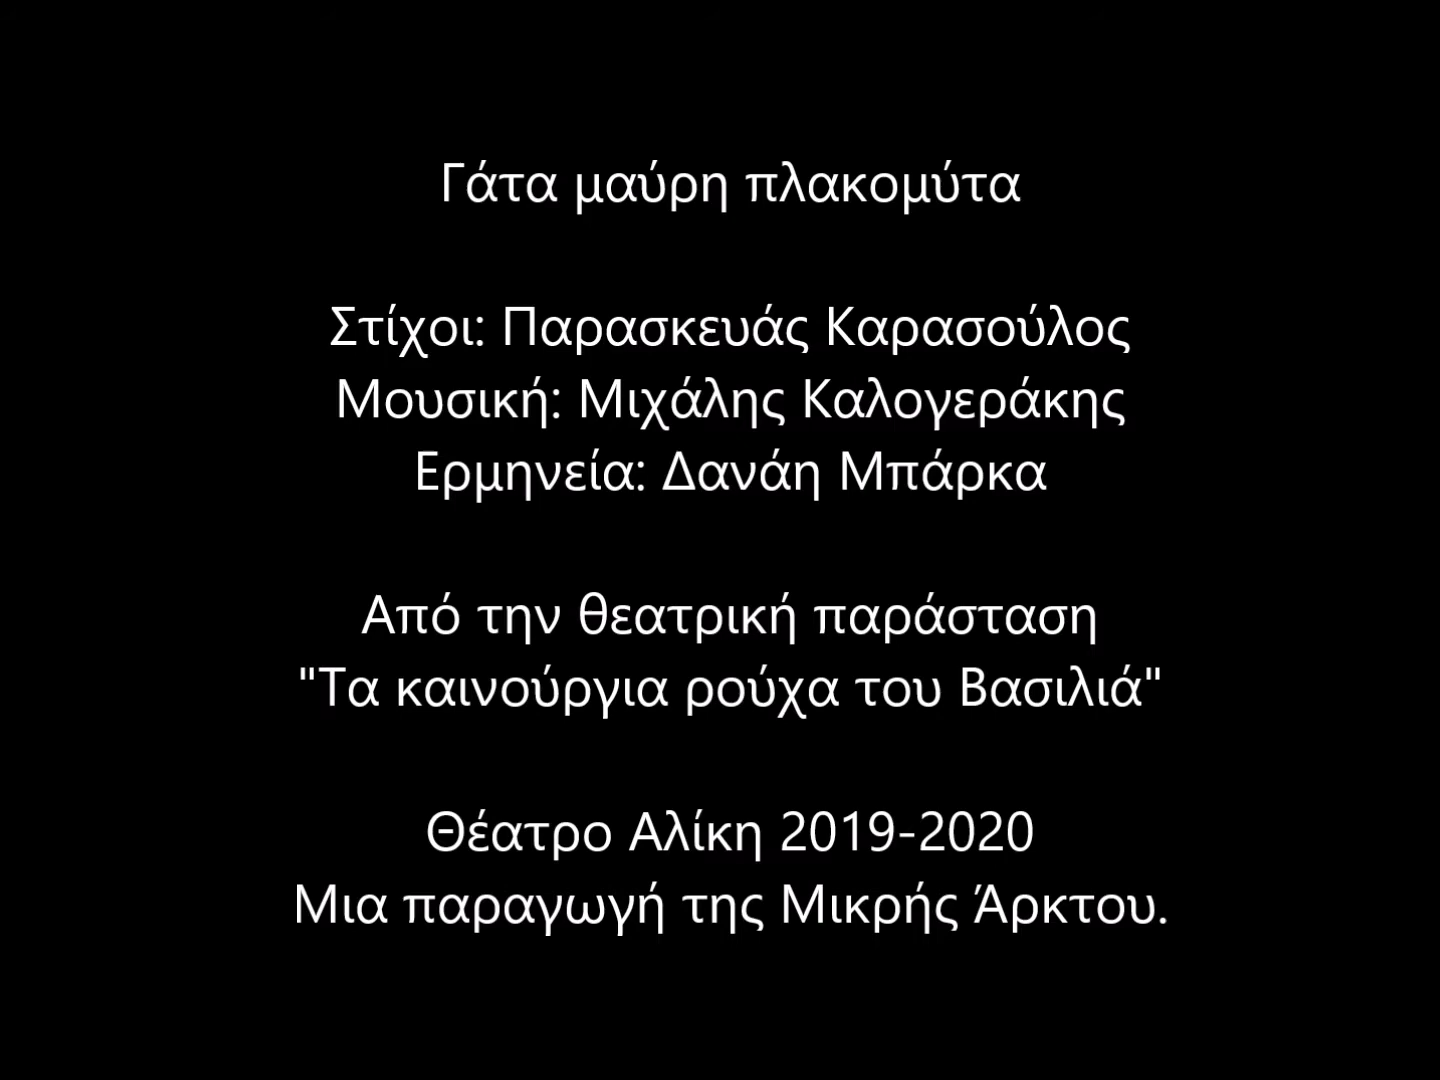 Γάτα μαύρη πλακομύτα
Στίχοι: Παρασκευάς Καρασούλος
Μουσική: Μιχάλης Καλογεράκης
Ερμηνεία: Δανάη Μπάρκα
Από την θεατρική παράσταση
"Τα καινούργια ρούχα του Βασιλιά"
Θέατρο Αλίκη 2019-2020
Μια παραγωγή της Μικρής Άρκτου.